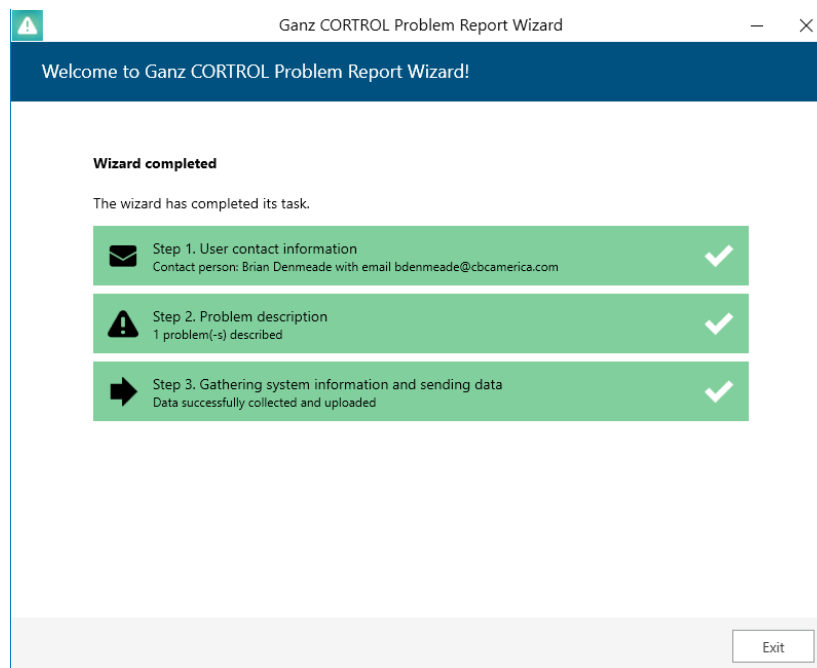 Ganz CORTROL Problem Report Wizard
Welcome to Ganz CORTROL Problem Report Wizard!
Wizard completed
The wizard has completed its task.
Step 1. User contact information
Contact person: Brian Denmeade with email bdenmeade@cbcamerica.com
Step 2. Problem description
1 problem(-s) described
Step 3. Gathering system information and sending data
Data successfully collected and uploaded
Exit